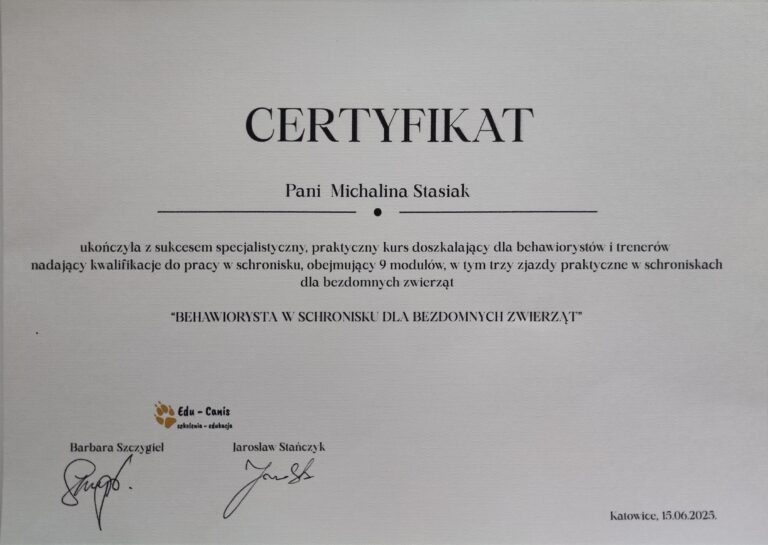 CERTYFIKAT
Pani Michalina Stasiak
ukończyła z sukcesem specjalistyczny, praktyczny kurs doszkalający dla behawiorystów i trenerów
nadający kwalifikacje do pracy w schronisku, obejmujący 9 modułów, w tym trzy zjazdy praktyczne w schroniskach
dla bezdomnych zwierząt
“BEHAWIORYSTA W SCHRONISKU DLA BEZDOMNYCH ZWIERZĄT”
Edu - Canis
szkolenia - edukacja
Barbara Szczygieł Jarosław Stańczyk
Katowice, 15.06.2025.